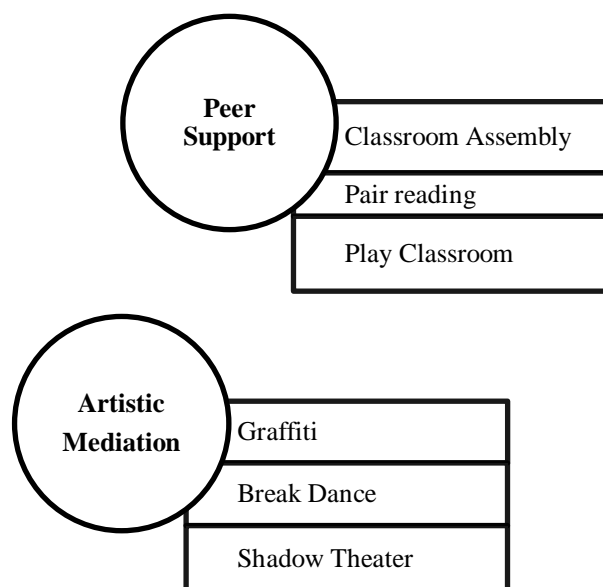 Peer
Support
Classroom Assembly
Pair reading
Play Classroom
Artistic
Mediation
Graffiti
Break Dance
Shadow Theater